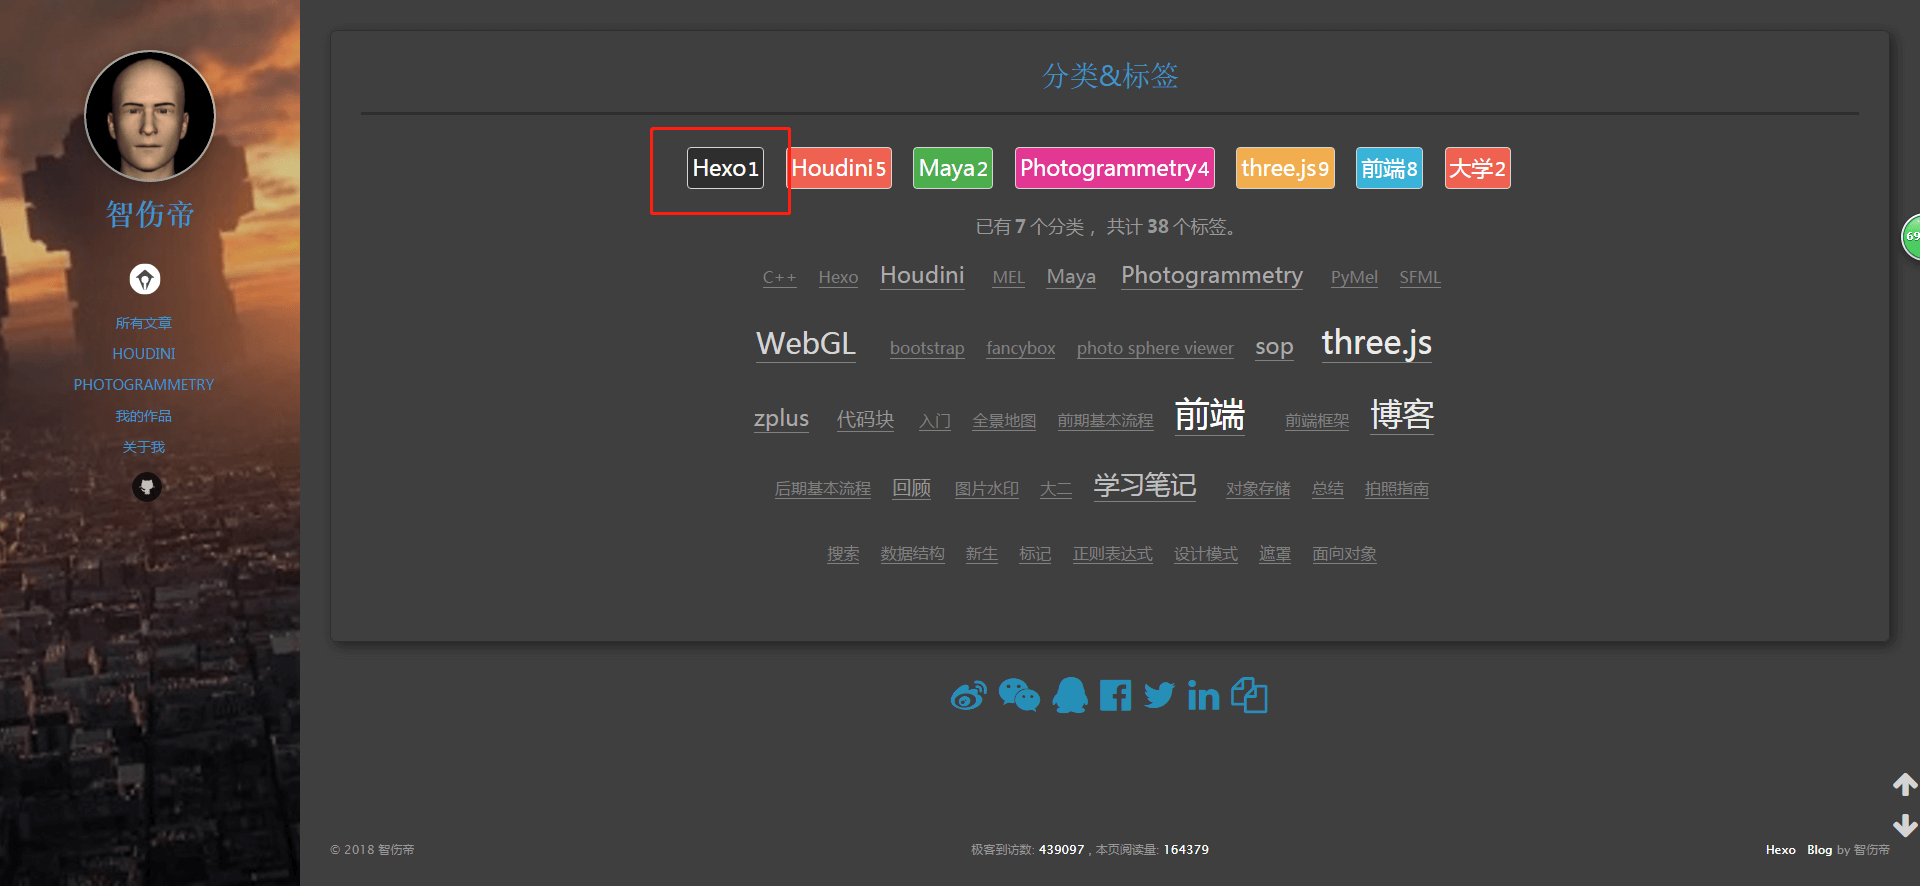 智伤帝
所有文章
HOUDINI
PHOTOGRAMMETRY
我的作品
关于我
分类&标签
Hexo1 Houdini5 Maya2 Photogrammetry4 three.js9 前端8 大学2
已有 7 个分类， 共计 38 个标签。
C++ Hexo Houdini MEL Maya Photogrammetry PyMel SFML
WebGL bootstrap fancybox photo sphere viewer sop three.js
zplus 代码块 入门 全景地图 前期基本流程 前端 前端框架 博客
后期基本流程 回顾 图片水印 大二 学习笔记 对象存储 总结 拍照指南
搜索 数据结构 新生 标记 正则表达式 设计模式 遮罩 面向对象
69
© 2018 智伤帝 极客到访数: 439097 , 本页阅读量: 164379 Hexo Blog by 智伤帝